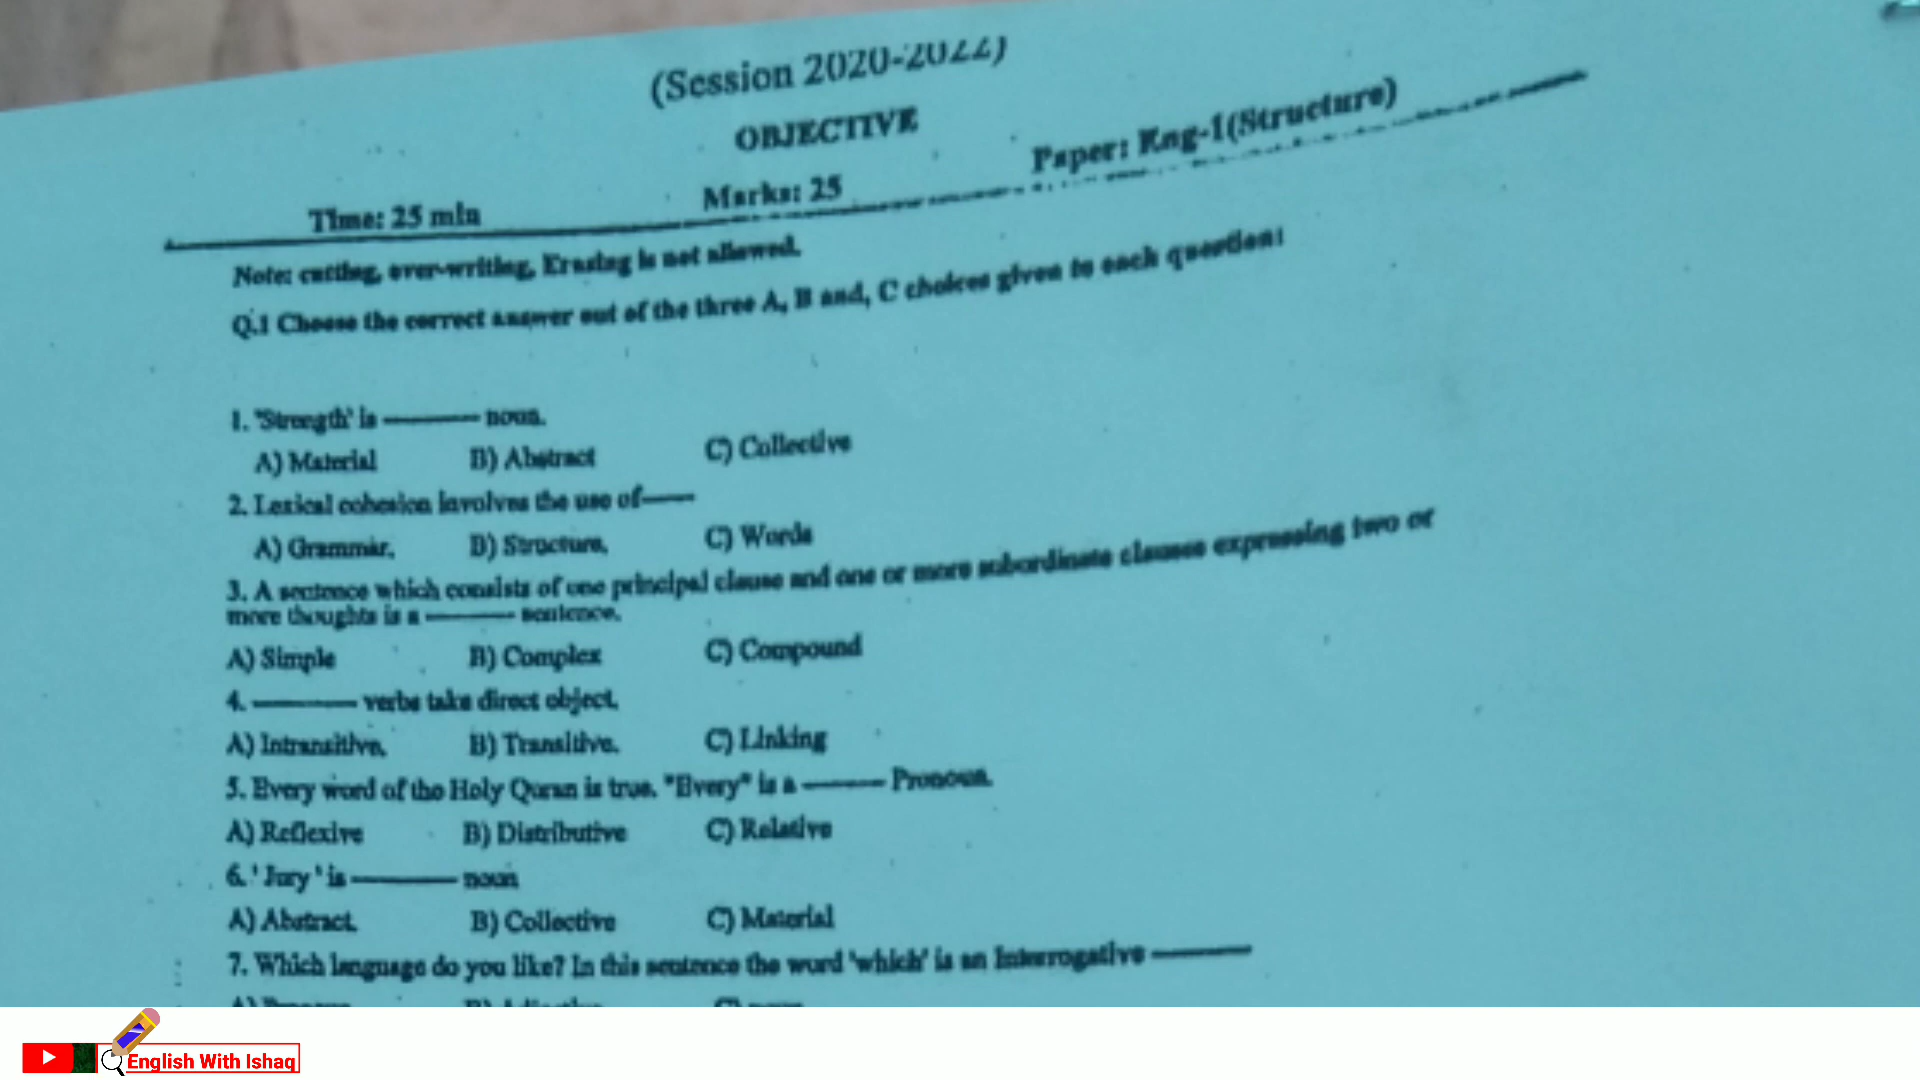 (Session 2020-2022)
OBJECTIVE
Time: 25 min Marks: 25 Paper: Eng-1(Structure)
Note: cutting, over-writing, Erasing is not allowed.
Q.1 Choose the correct answer out of the three A, B and, C choices given to each question:
1. 'Strength' is ———— noun.
A) Material B) Abstract C) Collective
2. Lexical cohesion involves the use of——
A) Grammar. B) Structure. C) Words
3. A sentence which consists of one principal clause and one or more subordinate clauses expressing two or
more thoughts is a ———— sentence.
A) Simple B) Complex C) Compound
4. ———— verbs take direct object.
A) Intransitive. B) Transitive. C) Linking
5. Every word of the Holy Quran is true. "Every" is a ——— Pronoun.
A) Reflexive B) Distributive C) Relative
6. ' Jury ' is ———— noun
A) Abstract. B) Collective C) Material
7. Which language do you like? In this sentence the word 'which' is an Interrogative ————
English With Ishaq